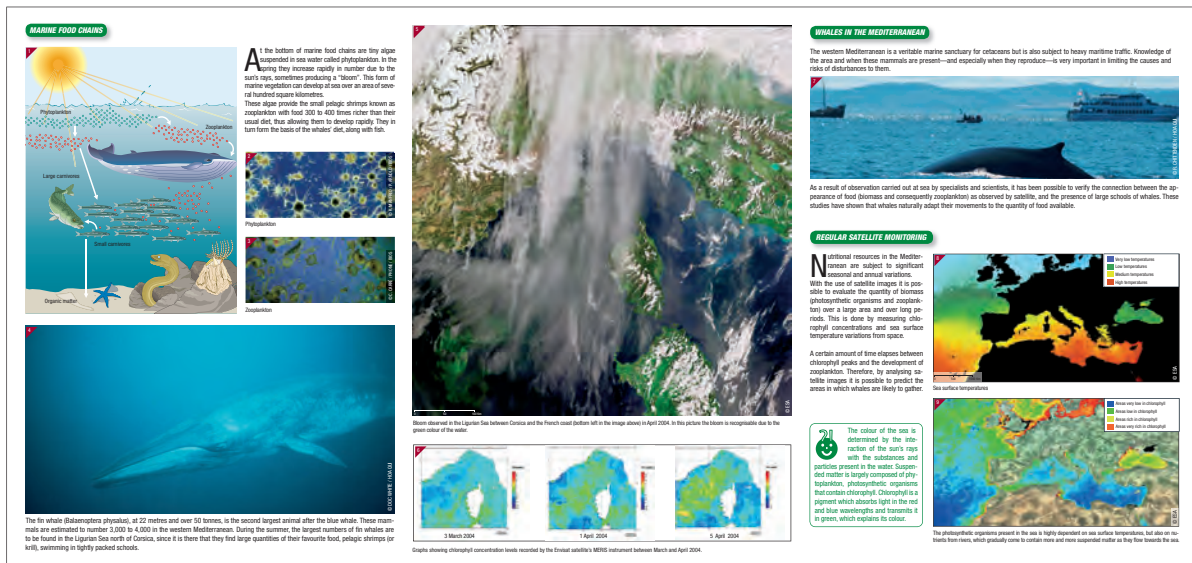 MARINE FOOD CHAINS
1
Phytoplankton
Zooplankton
Large carnivores
Small carnivores
Organic matter
At the bottom of marine food chains are tiny algae
suspended in sea water called phytoplankton. In the
spring they increase rapidly in number due to the
sun's rays, sometimes producing a “bloom”. This form of
marine vegetation can develop at sea over an area of seve-
ral hundred square kilometres.
These algae provide the small pelagic shrimps known as
zooplankton with food 300 to 400 times richer than their
usual diet, thus allowing them to develop rapidly. They in
turn form the basis of the whales' diet, along with fish.
2
Phytoplankton
3
Zooplankton
4
The fin whale (Balaenoptera physalus), at 22 metres and over 50 tonnes, is the second largest animal after the blue whale. These mam-
mals are estimated to number 3,000 to 4,000 in the western Mediterranean. During the summer, the largest numbers of fin whales are
to be found in the Ligurian Sea north of Corsica, since it is there that they find large quantities of their favourite food, pelagic shrimps (or
krill), swimming in tightly packed schools.
5
© ESA
Bloom observed in the Ligurian Sea between Corsica and the French coast (bottom left in the image above) in April 2004. In this picture the bloom is recognisable due to the
green colour of the water.
6
3 March 2004
1 April 2004
5 April 2004
Graphs showing chlorophyll concentration levels recorded by the Envisat satellite's MERIS instrument between March and April 2004.
WHALES IN THE MEDITERRANEAN
The western Mediterranean is a veritable marine sanctuary for cetaceans but is also subject to heavy maritime traffic. Knowledge of
the area and when these mammals are present—and especially when they reproduce—is very important in limiting the causes and
risks of disturbances to them.
7
As a result of observation carried out at sea by specialists and scientists, it has been possible to verify the connection between the ap-
pearance of food (biomass and consequently zooplankton) as observed by satellite, and the presence of large schools of whales. These
studies have shown that whales naturally adapt their movements to the quantity of food available.
REGULAR SATELLITE MONITORING
Nutritional resources in the Mediter-
ranean are subject to significant
seasonal and annual variations.
With the use of satellite images it is pos-
sible to evaluate the quantity of biomass
(photosynthetic organisms and zooplank-
ton) over a large area and over long pe-
riods. This is done by measuring chlo-
rophyll concentrations and sea surface
temperature variations from space.
A certain amount of time elapses between
chlorophyll peaks and the development of
zooplankton. Therefore, by analysing sa-
tellite images it is possible to predict the
areas in which whales are likely to gather.
8
Very low temperatures
Low temperatures
Medium temperatures
High temperatures
© ESA
Sea surface temperatures
The colour of the sea is
determined by the inte-
raction of the sun's rays
with the substances and
particles present in the water. Suspen-
ded matter is largely composed of phy-
toplankton, photosynthetic organisms
that contain chlorophyll. Chlorophyll is a
pigment which absorbs light in the red
and blue wavelengths and transmits it
in green, which explains its colour.
9
Areas very low in chlorophyll
Areas low in chlorophyll
Areas rich in chlorophyll
Areas very rich in chlorophyll
© ESA
The photosynthetic organisms present in the sea is highly dependent on sea surface temperatures, but also on nu-
trients from rivers, which gradually come to contain more and more suspended matter as they flow towards the sea.